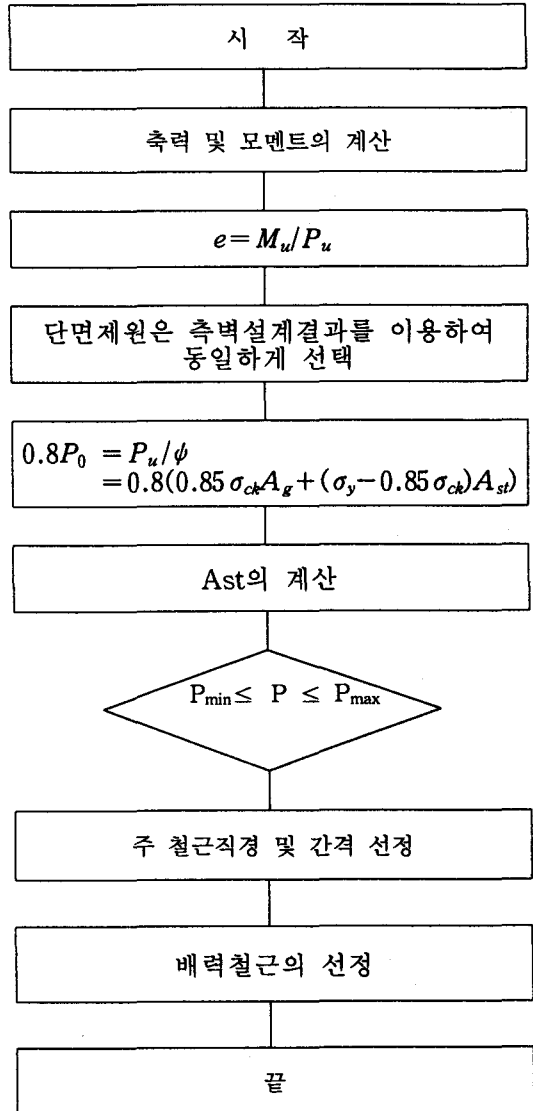 시 작
축력 및 모멘트의 계산
e = M_u/P_u
단면제원은 측벽설계결과를 이용하여
동일하게 선택
0.8P_0 = P_u/ψ
=0.8(0.85σ_ckA_g+(σ_y−0.85σ_ck)A_st)
Ast의 계산
P_min≤ P ≤ P_max
주 철근직경 및 간격 선정
배력철근의 선정
끝